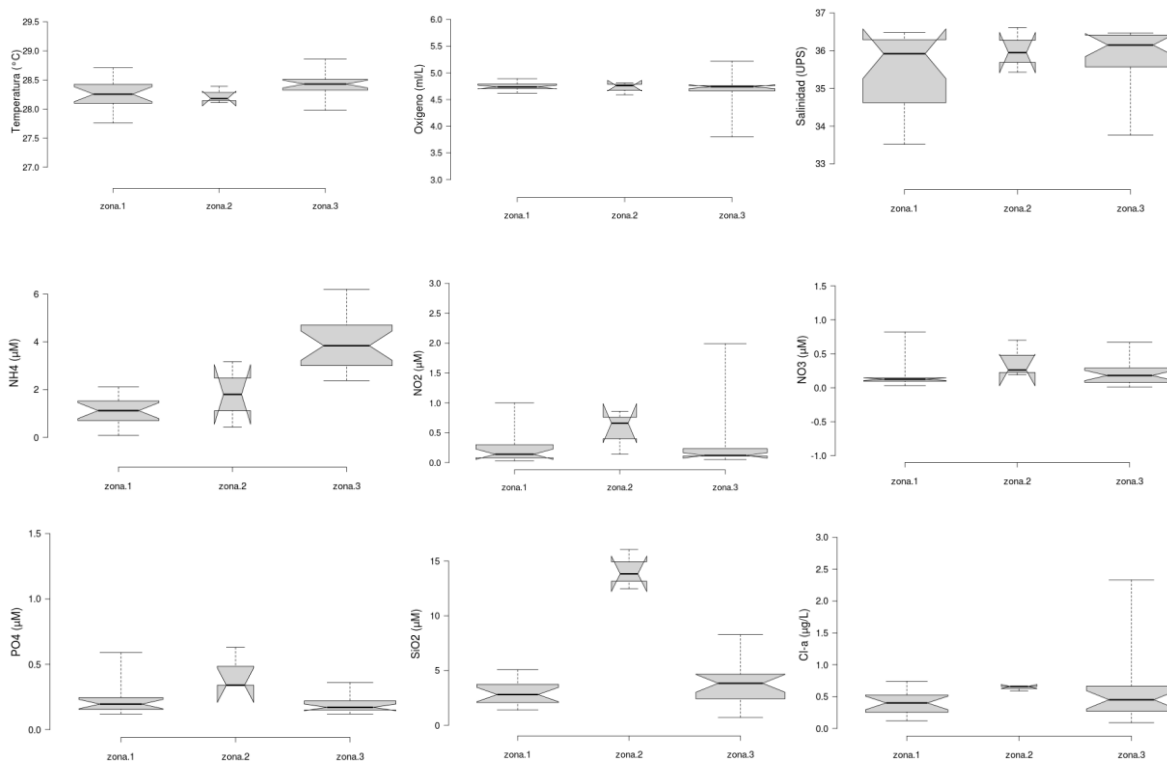 Temperatura (°C)
29.5
29.0
28.5
28.0
27.5
27.0
zona.1 zona.2 zona.3
Oxígeno (ml/L)
6.0
5.5
5.0
4.5
4.0
3.5
3.0
zona.1 zona.2 zona.3
Salinidad (UPS)
37
36
35
34
33
zona.1 zona.2 zona.3
NH4 (µM)
6
4
2
0
zona.1 zona.2 zona.3
NO2 (µM)
3.0
2.5
2.0
1.5
1.0
0.5
0.0
zona.1 zona.2 zona.3
NO3 (µM)
1.5
1.0
0.5
0.0
-0.5
-1.0
zona.1 zona.2 zona.3
PO4 (µM)
1.5
1.0
0.5
0.0
zona.1 zona.2 zona.3
SiO2 (µM)
15
10
5
0
zona.1 zona.2 zona.3
Cl-a (µg/L)
3.0
2.5
2.0
1.5
1.0
0.5
0.0
zona.1 zona.2 zona.3